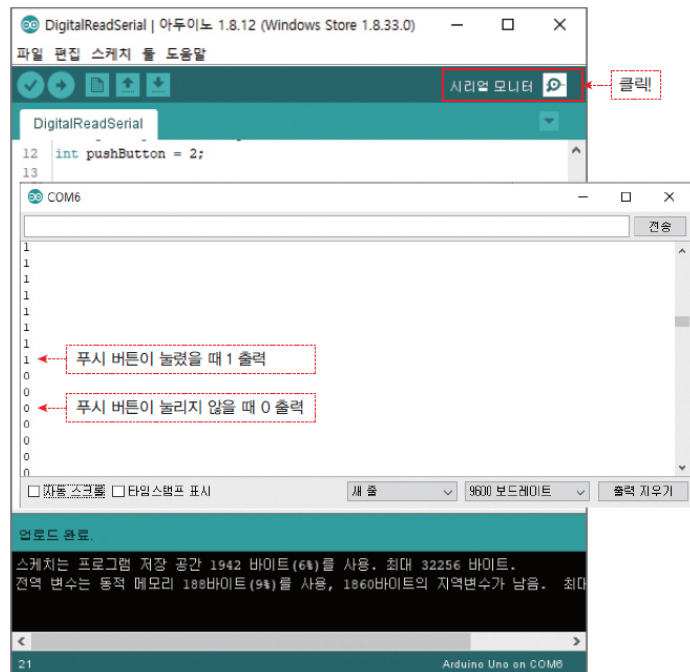 DigitalReadSerial | 아두이노 1.8.12 (Windows Store 1.8.33.0)
파일 편집 스케치 툴 도움말
시리얼 모니터
클릭!
DigitalReadSerial
12 int pushButton = 2;
13
COM6
전송
1
1
1
1
1
1
1
1 푸시 버튼이 눌렸을 때 1 출력
0
0
0 푸시 버튼이 눌리지 않을 때 0 출력
0
0
0
0
자동 스크롤 타임스탬프 표시 새 줄 9600 보드레이트 출력 지우기
업로드 완료.
스케치는 프로그램 저장 공간 1942 바이트(6%)를 사용. 최대 32256 바이트.
전역 변수는 동적 메모리 188바이트(9%)를 사용, 1860바이트의 지역변수가 남음. 최대
21 Arduino Uno on COM6